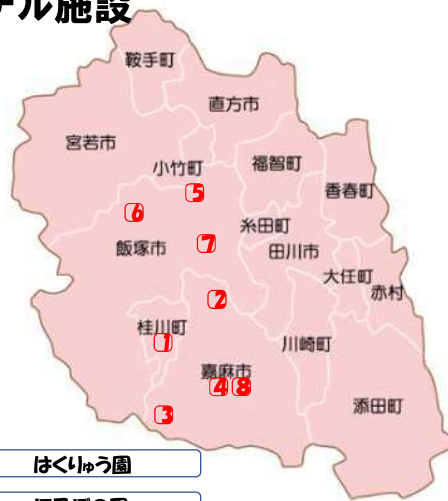 ナル施設
鞍手町
直方市
宮若市
小竹町
福智町
香春町
5
6
糸田町
7
飯塚市
田川市
大任町
赤村
2
桂川町
1
川崎町
嘉麻市
4 8
3
添田町
はくりゅう園